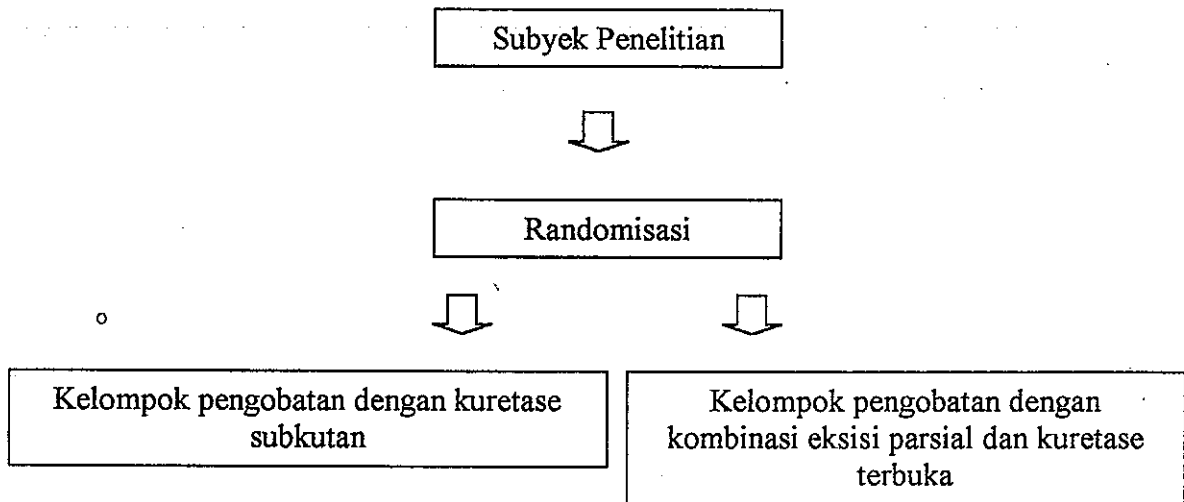 Subyek Penelitian
Randomisasi
Kelompok pengobatan dengan kuretase
subkutan
Kelompok pengobatan dengan
kombinasi eksisi parsial dan kuretase
terbuka